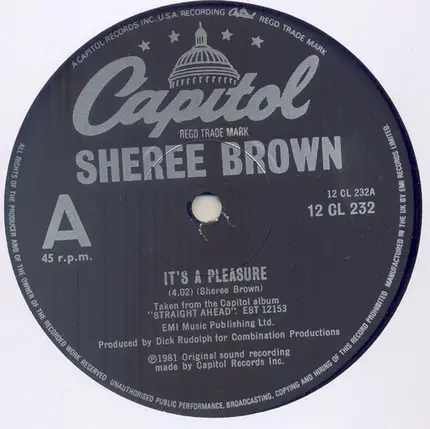 A CAPITOL RECORDS INC. U.S.A. RECORDING Capitol REGD TRADE MARK
Capitol
REGD TRADE MARK
SHEREE BROWN
A
45 r.p.m.
12 CL 232A
12 CL 232
IT'S A PLEASURE
(4.02) (Sheree Brown)
Taken from the Capitol album
"STRAIGHT AHEAD". EST 12153
EMI Music Publishing Ltd.
Produced by Dick Rudolph for Combination Productions
℗1981 Original sound recording
made by Capitol Records Inc.
ALL RIGHTS OF THE PRODUCER AND OF THE OWNER OF THE RECORDED WORK RESERVED UNAUTHORISED PUBLIC PERFORMANCE, BROADCASTING, COPYING AND HIRING OF THIS RECORD PROHIBITED MANUFACTURED IN THE UK BY EMI RECORDS LIMITED.